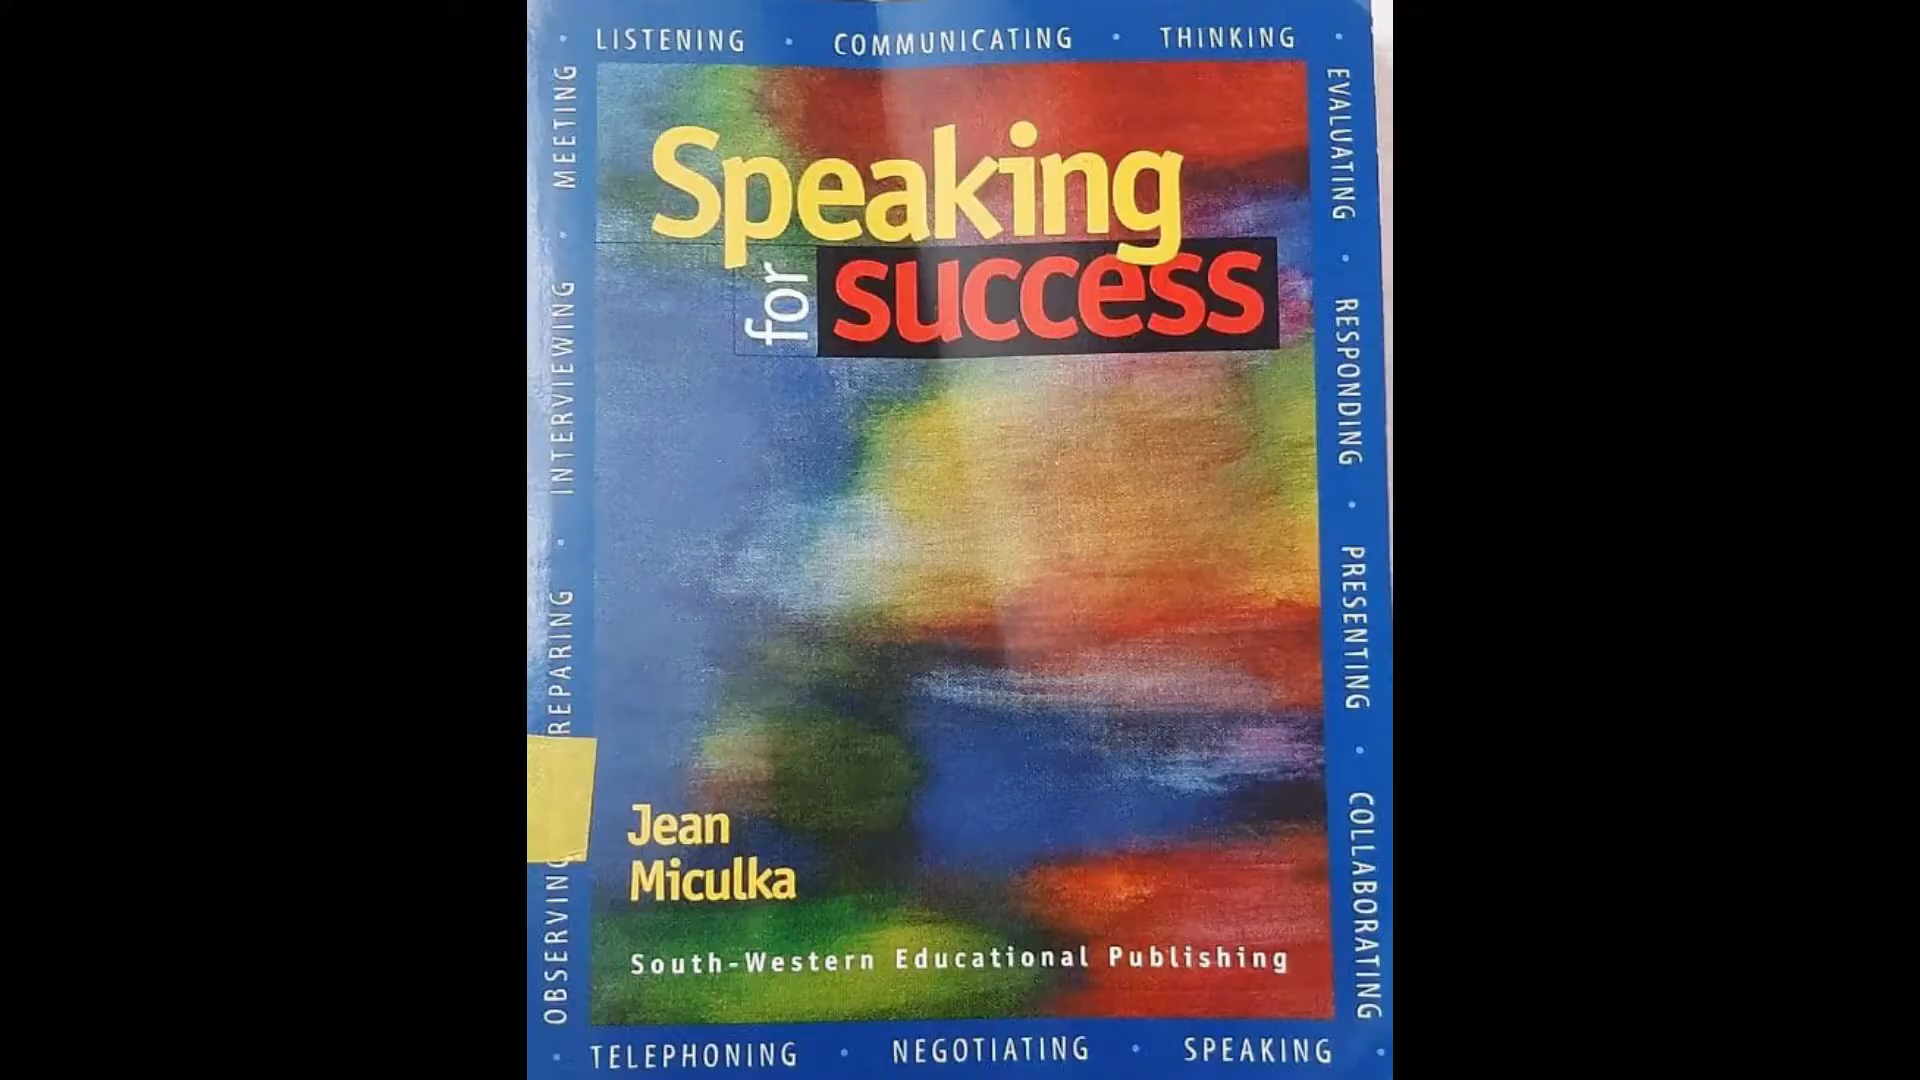 • LISTENING • COMMUNICATING • THINKING •
EVALUATING • RESPONDING • PRESENTING • COLLABORATING
Speaking
for success
Jean
Miculka
South-Western Educational Publishing
OBSERVING REPARING • INTERVIEWING • MEETING
• TELEPHONING • NEGOTIATING • SPEAKING •